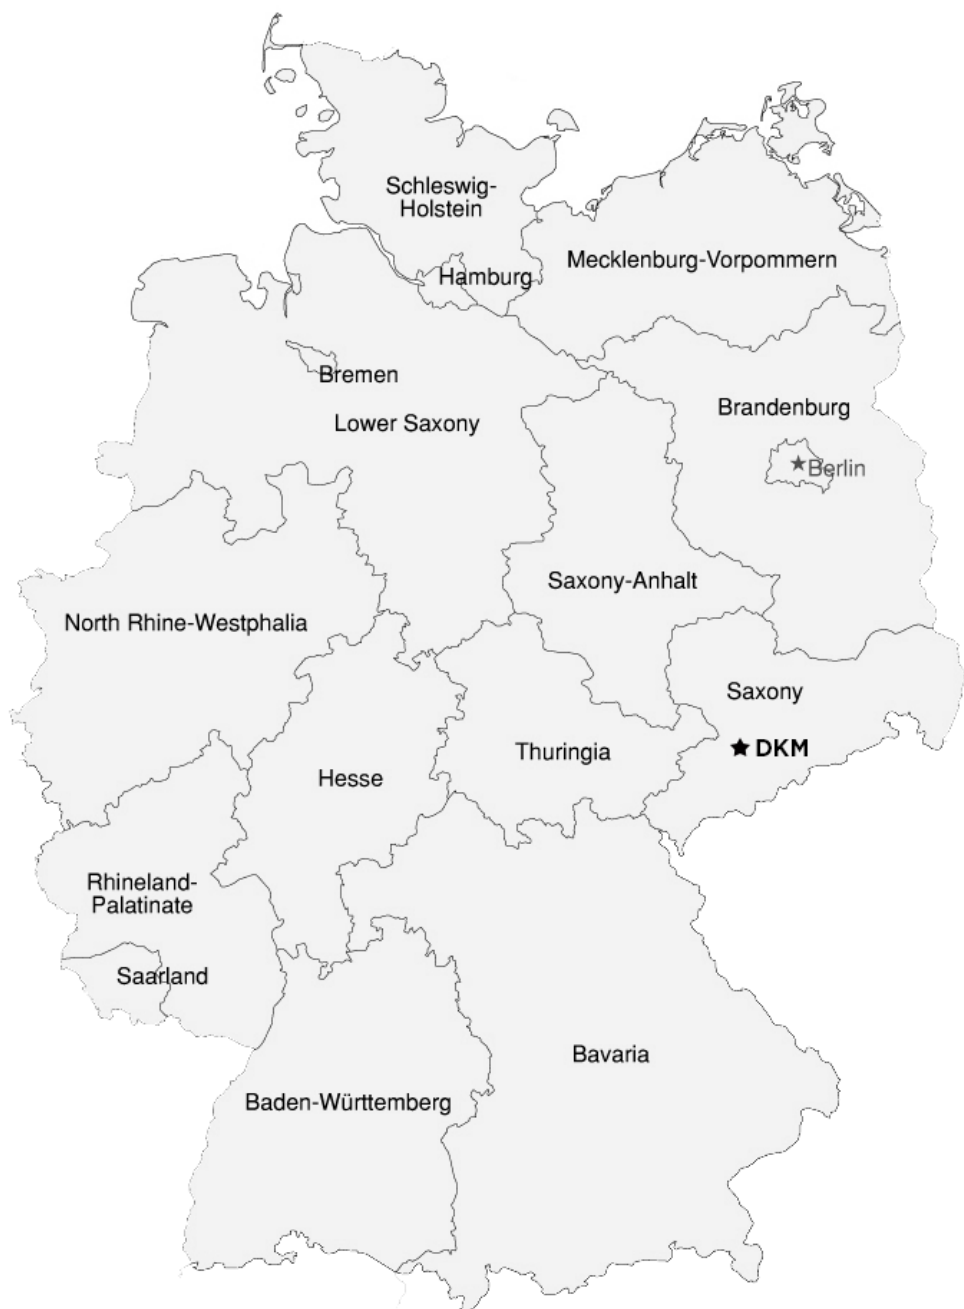 Schleswig-
Holstein
Mecklenburg-Vorpommern
Hamburg
Bremen
Lower Saxony
Brandenburg
Berlin
Saxony-Anhalt
North Rhine-Westphalia
Saxony
DKM
Thuringia
Hesse
Rhineland-
Palatinate
Saarland
Bavaria
Baden-Württemberg